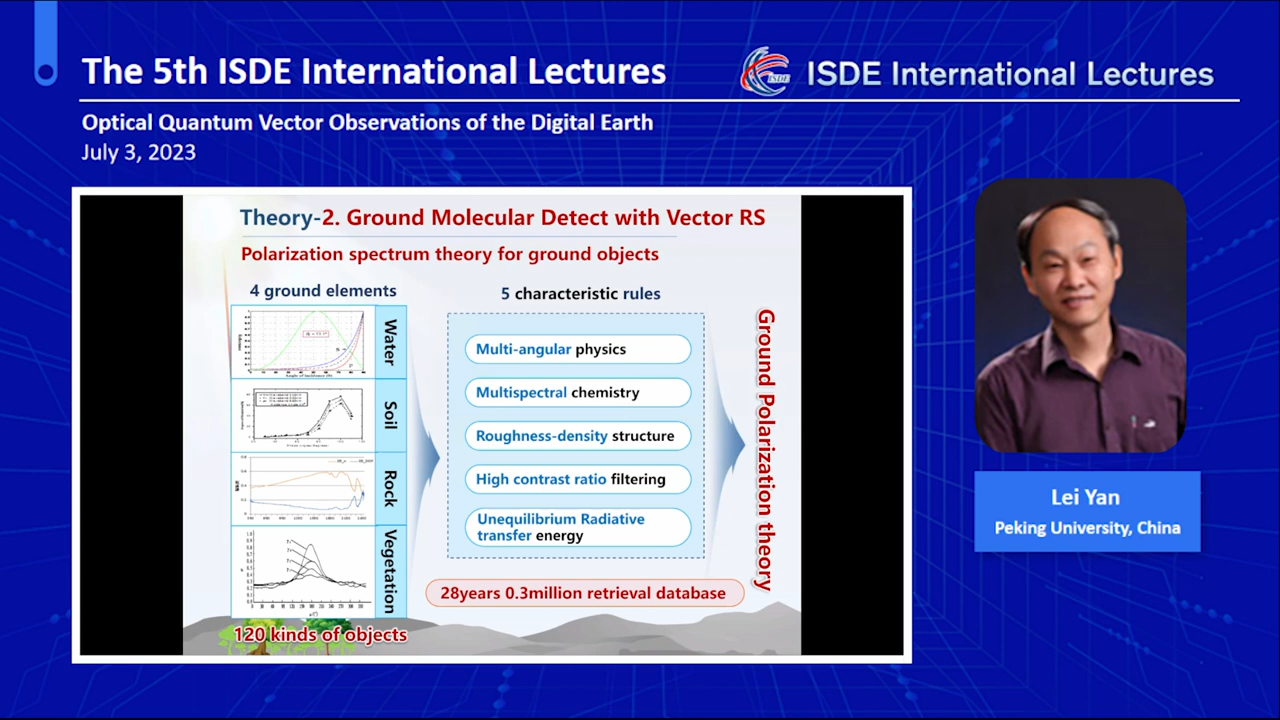 The 5th ISDE International Lectures
ISDE
ISDE International Lectures
Optical Quantum Vector Observations of the Digital Earth
July 3, 2023
Theory-2. Ground Molecular Detect with Vector RS
Polarization spectrum theory for ground objects
4 ground elements
5 characteristic rules
Water
Soil
Rock
Vegetation
Multi-angular physics
Multispectral chemistry
Roughness-density structure
High contrast ratio filtering
Unequilibrium Radiative
transfer energy
Ground Polarization theory
28years 0.3million retrieval database
120 kinds of objects
Lei Yan
Peking University, China